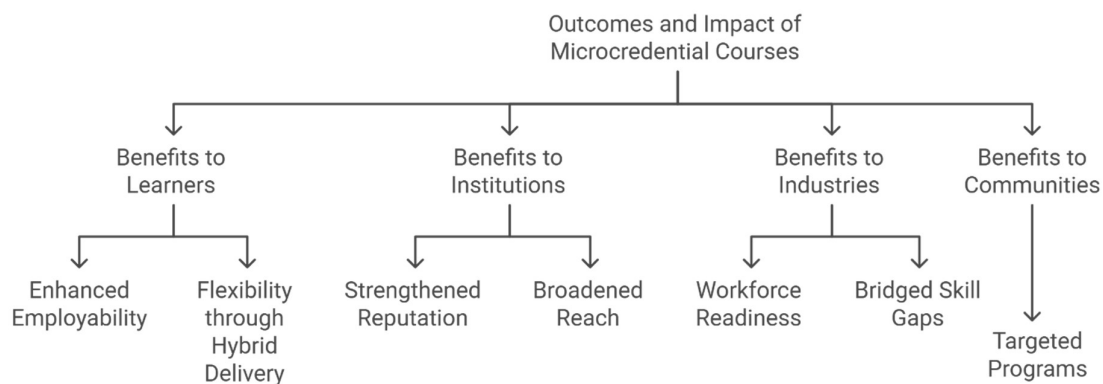 Outcomes and Impact of
Microcredential Courses
Benefits to
Learners
Benefits to
Institutions
Benefits to
Industries
Benefits to
Communities
Enhanced
Employability
Flexibility
through
Hybrid
Delivery
Strengthened
Reputation
Broadened
Reach
Workforce
Readiness
Bridged Skill
Gaps
Targeted
Programs